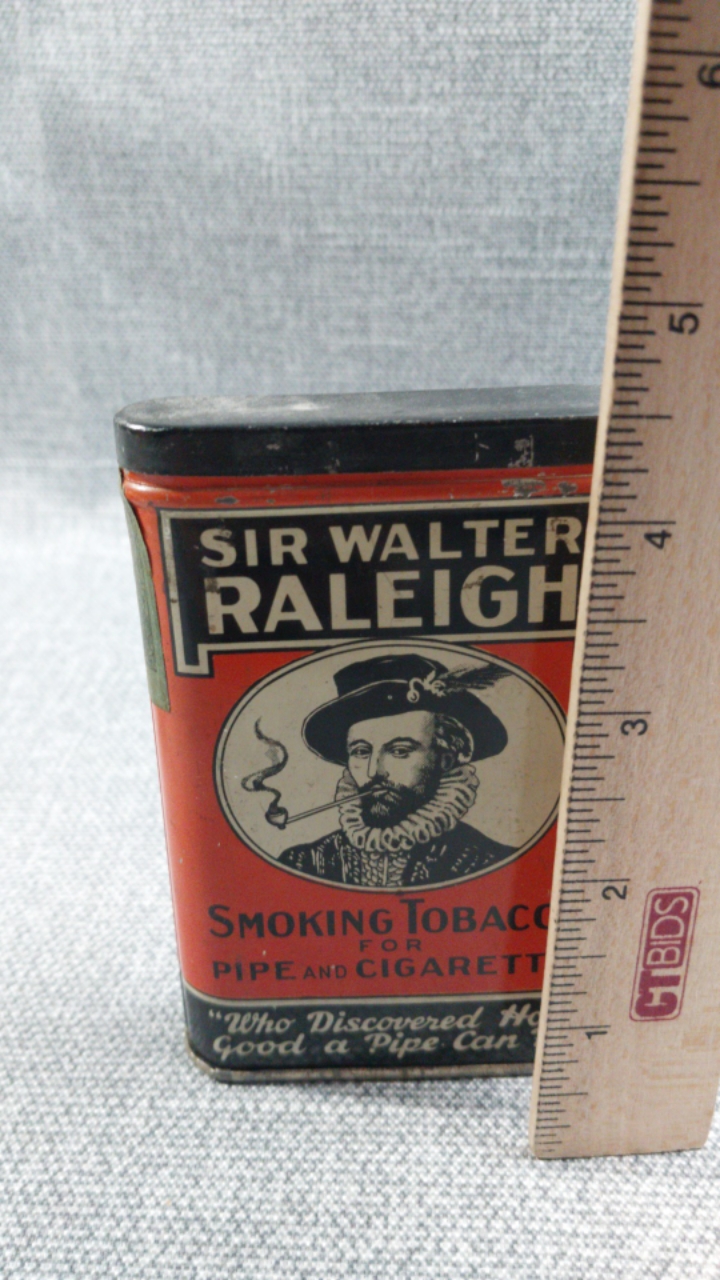 SIR WALTER
RALEIGH
SMOKING TOBACC
FOR
PIPE AND CIGARETT
"Who Discovered Ho
Good a Pipe Can
6
5
4
3
2
1
CTBIDS